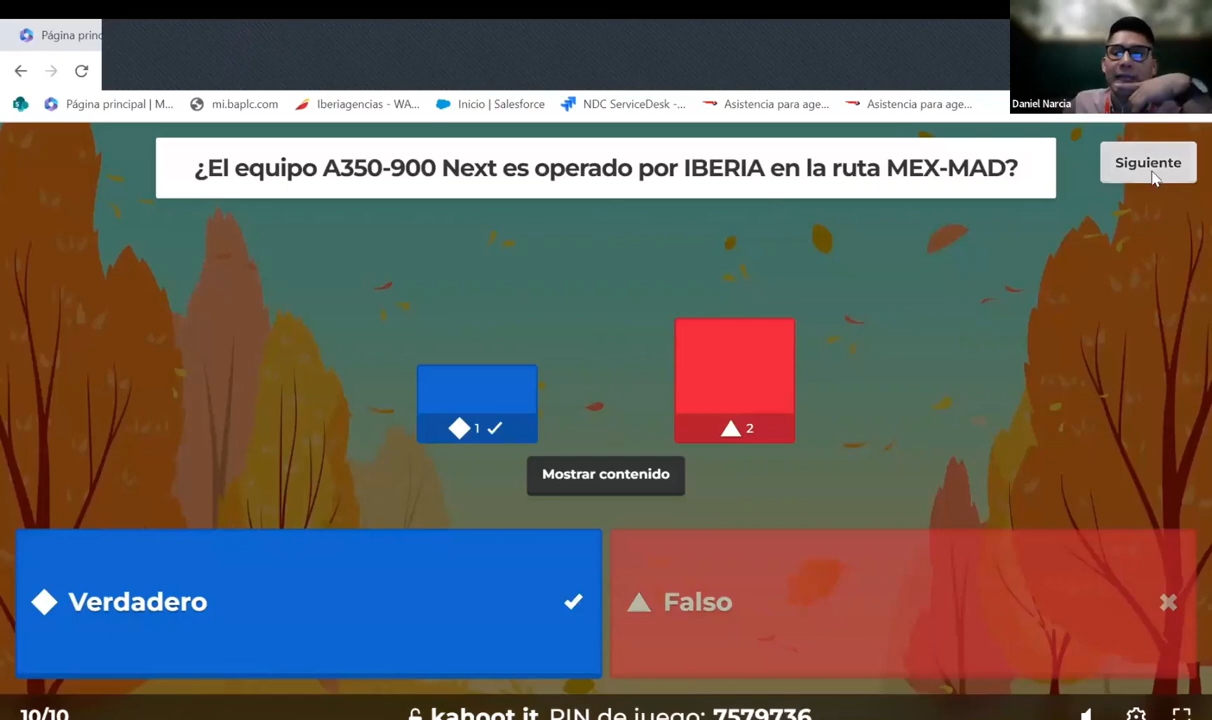 Página princ
Página principal | M...
mi.baplc.com
Iberiagencias - WA...
Inicio | Salesforce
NDC ServiceDesk -...
Asistencia para age...
Asistencia para age...
Daniel Narcia
¿El equipo A350-900 Next es operado por IBERIA en la ruta MEX-MAD?
Siguiente
1
2
Mostrar contenido
Verdadero
Falso
10/10
kahoot.it PIN de juego: 7579736